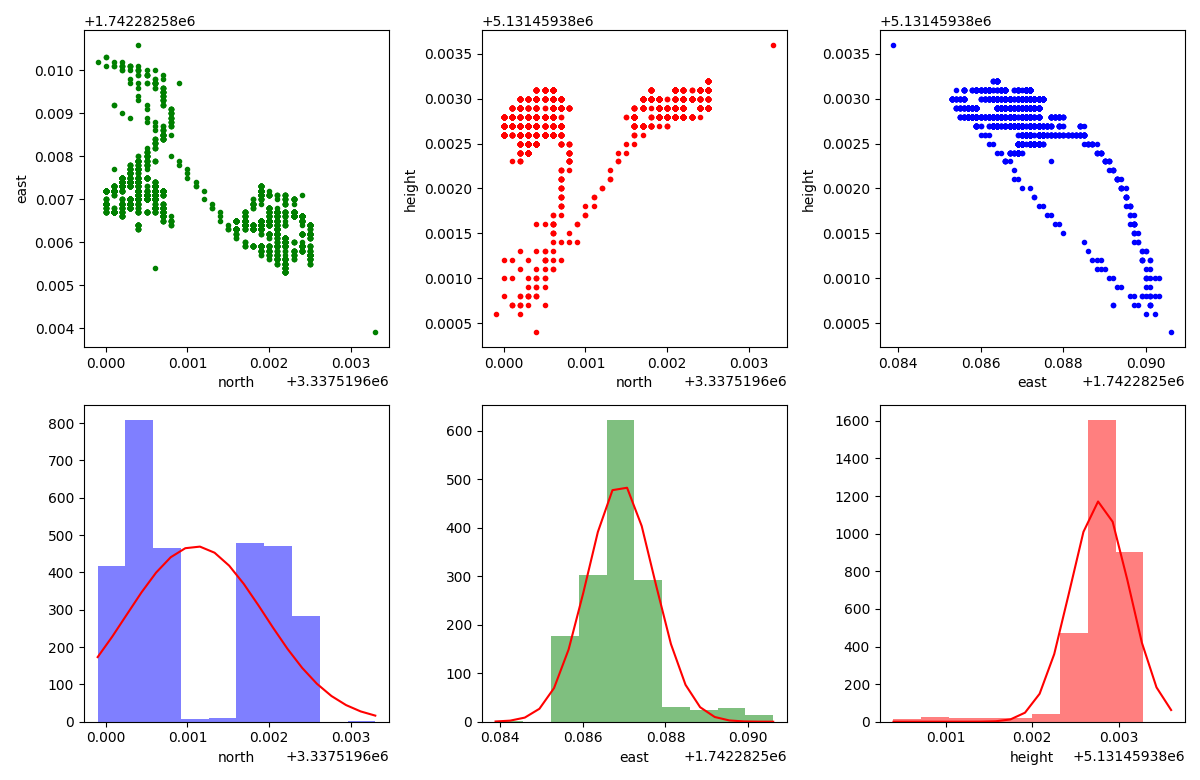 +1.74228258e6
0.010
0.009
0.008
0.007
0.006
0.005
0.004
east
0.000 0.001 0.002 0.003
north
+3.3375196e6
+5.13145938e6
0.0035
0.0030
0.0025
0.0020
0.0015
0.0010
0.0005
height
0.000 0.001 0.002 0.003
north
+3.3375196e6
+5.13145938e6
0.0035
0.0030
0.0025
0.0020
0.0015
0.0010
0.0005
height
0.084 0.086 0.088 0.090
east
+1.7422825e6
800
700
600
500
400
300
200
100
0
0.000 0.001 0.002 0.003
north
+3.3375196e6
600
500
400
300
200
100
0
0.084 0.086 0.088 0.090
east
+1.7422825e6
1600
1400
1200
1000
800
600
400
200
0
0.001 0.002 0.003
height
+5.13145938e6